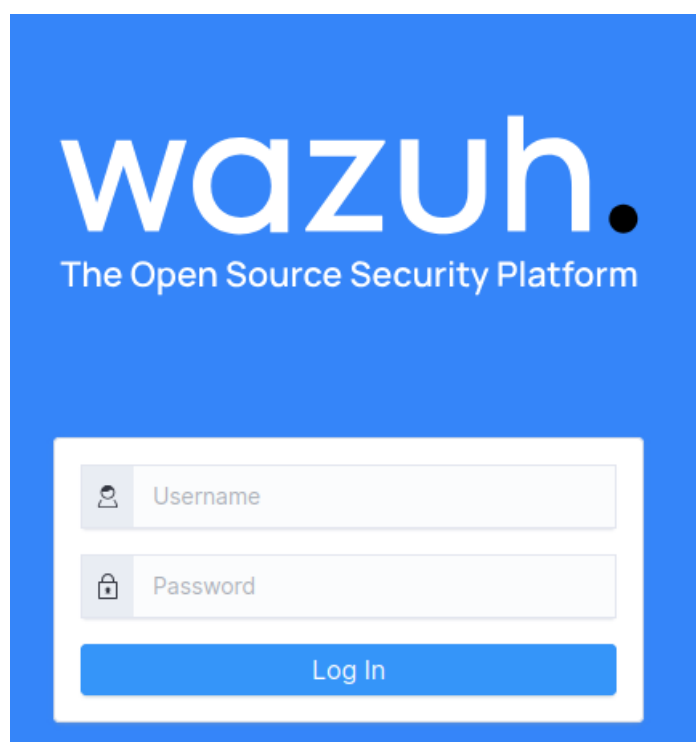 wazuh.
The Open Source Security Platform
Username
Password
Log In